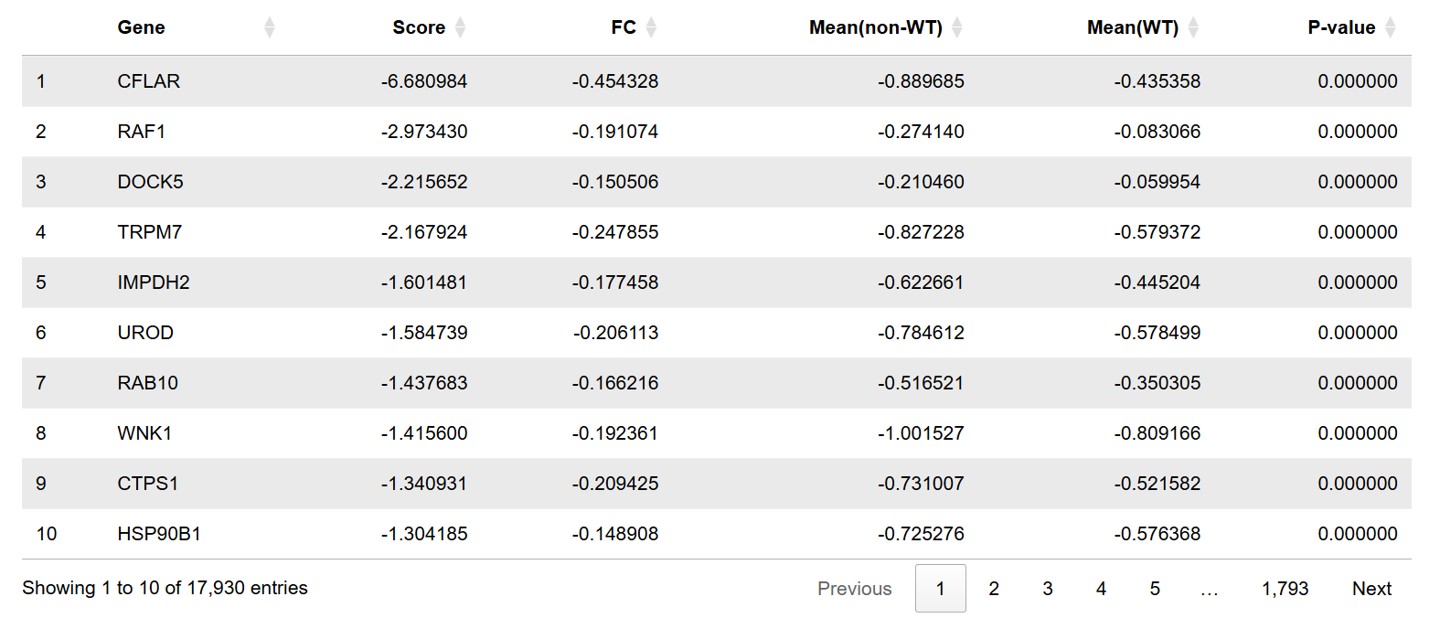 Gene Score FC Mean(non-WT) Mean(WT) P-value
1 CFLAR -6.680984 -0.454328 -0.889685 -0.435358 0.000000
2 RAF1 -2.973430 -0.191074 -0.274140 -0.083066 0.000000
3 DOCK5 -2.215652 -0.150506 -0.210460 -0.059954 0.000000
4 TRPM7 -2.167924 -0.247855 -0.827228 -0.579372 0.000000
5 IMPDH2 -1.601481 -0.177458 -0.622661 -0.445204 0.000000
6 UROD -1.584739 -0.206113 -0.784612 -0.578499 0.000000
7 RAB10 -1.437683 -0.166216 -0.516521 -0.350305 0.000000
8 WNK1 -1.415600 -0.192361 -1.001527 -0.809166 0.000000
9 CTPS1 -1.340931 -0.209425 -0.731007 -0.521582 0.000000
10 HSP90B1 -1.304185 -0.148908 -0.725276 -0.576368 0.000000
Showing 1 to 10 of 17,930 entries Previous 1 2 3 4 5 … 1,793 Next